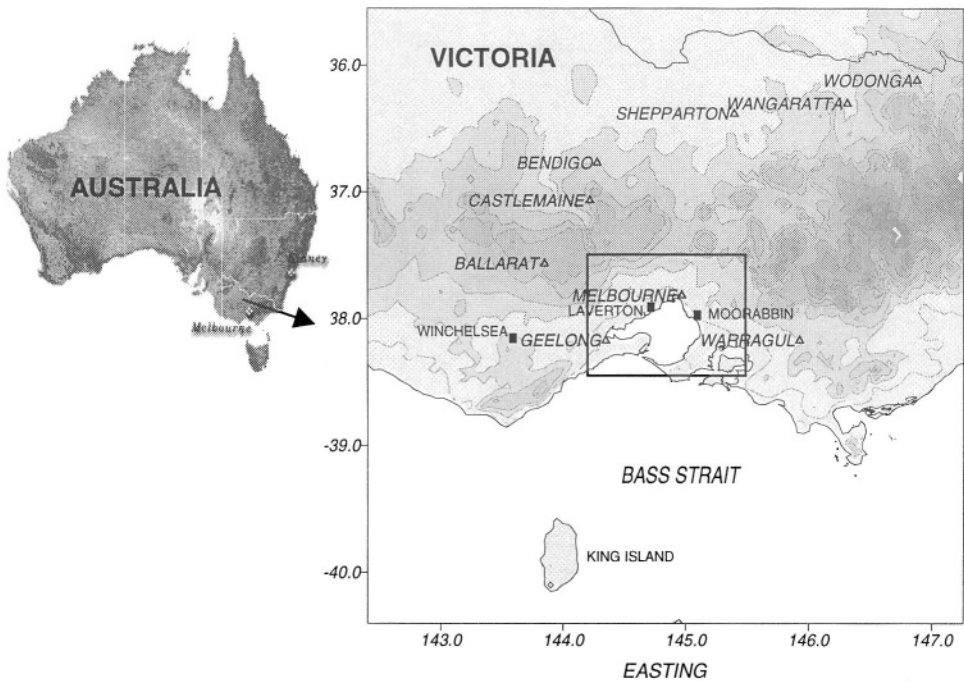 AUSTRALIA
Sydney
Melbourne
VICTORIA
WODONGA
WANGARATTA
SHEPPARTON
BENDIGO
CASTLEMAINE
BALLARAT
MELBOURNE
LAVERTON
MOORABBIN
WINCHELSEA
GEELONG
WARRAGUL
BASS STRAIT
KING ISLAND
36.0
37.0
38.0
-39.0
-40.0
143.0 144.0 145.0 146.0 147.0
EASTING